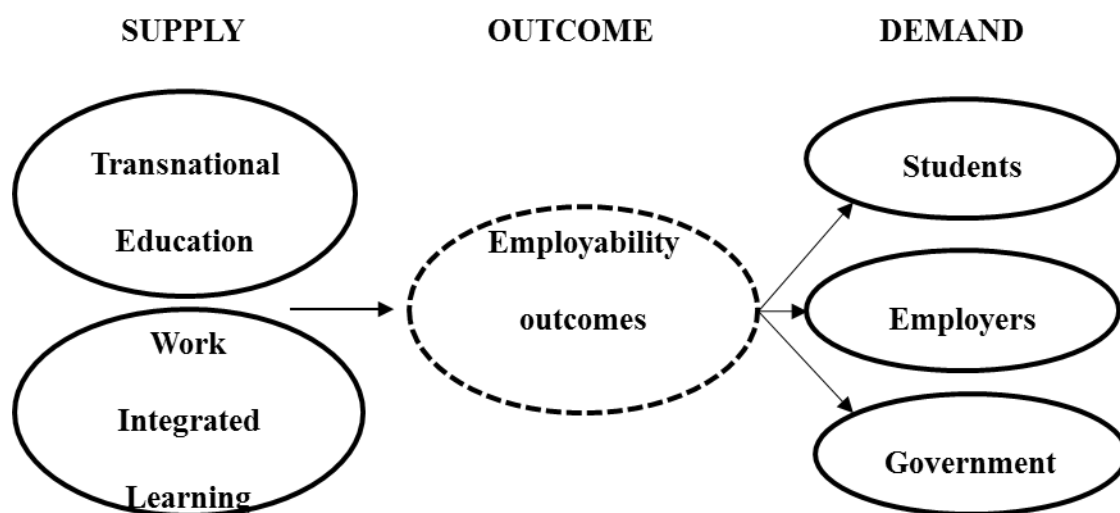 SUPPLY
OUTCOME
DEMAND
Transnational
Education
Work
Integrated
Learning
Employability
outcomes
Students
Employers
Government